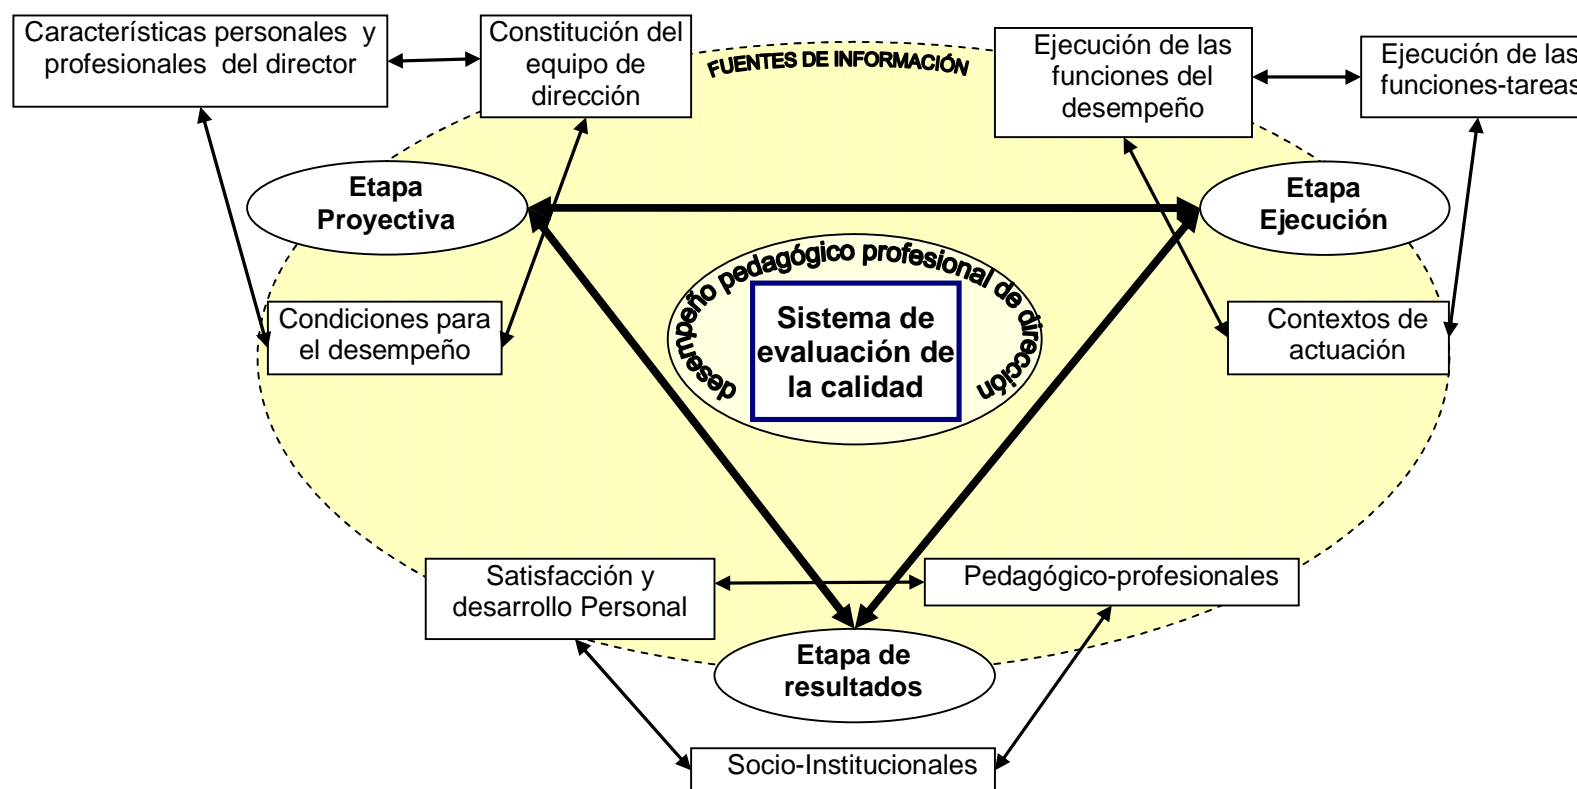 Características personales y
profesionales del director
Constitución del
equipo de
dirección
FUENTES DE INFORMACIÓN
Ejecución de las
funciones del
desempeño
Ejecución de las
funciones-tareas
Etapa
Proyectiva
Etapa
Ejecución
desempeño pedagógico profesional de dirección
Sistema de
evaluación de
la calidad
Condiciones para
el desempeño
Contextos de
actuación
Satisfacción y
desarrollo Personal
Pedagógico-profesionales
Etapa de
resultados
Socio-Institucionales